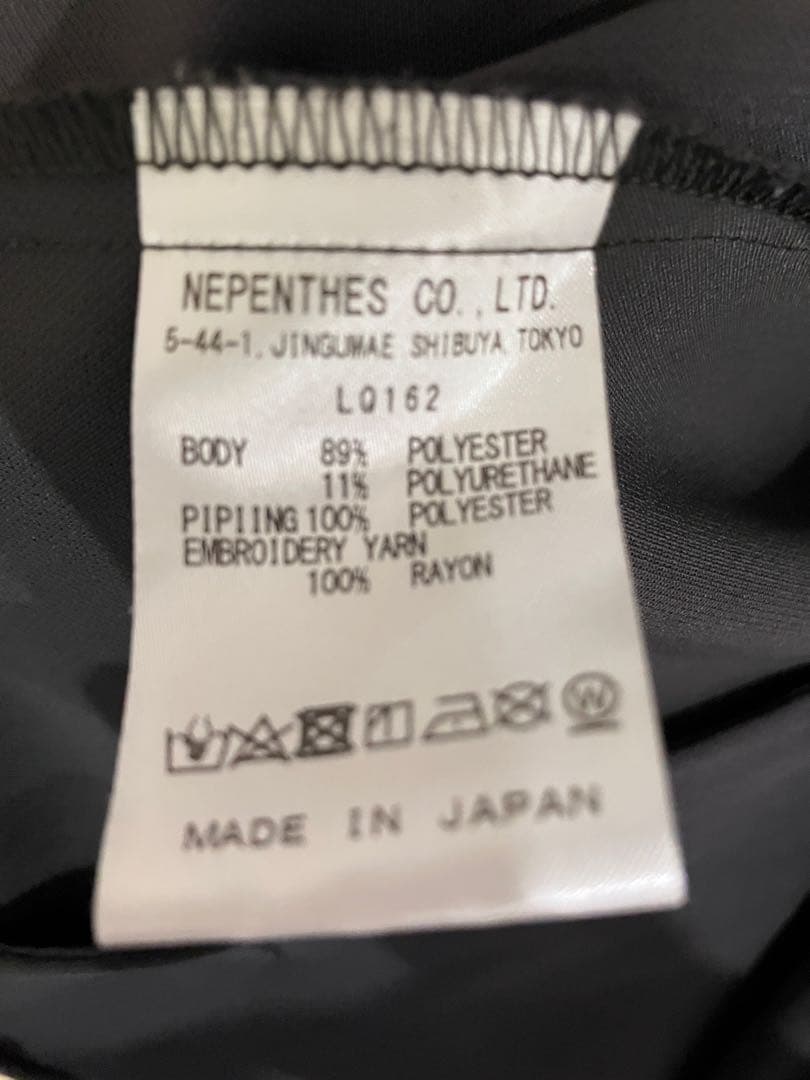 NEPENTHES CO., LTD.
5-44-1, JINGUMAE SHIBUYA TOKYO
LQ162
BODY 89% POLYESTER
11% POLYURETHANE
PIPIING 100% POLYESTER
EMBROIDERY YARN
100% RAYON
W
MADE IN JAPAN